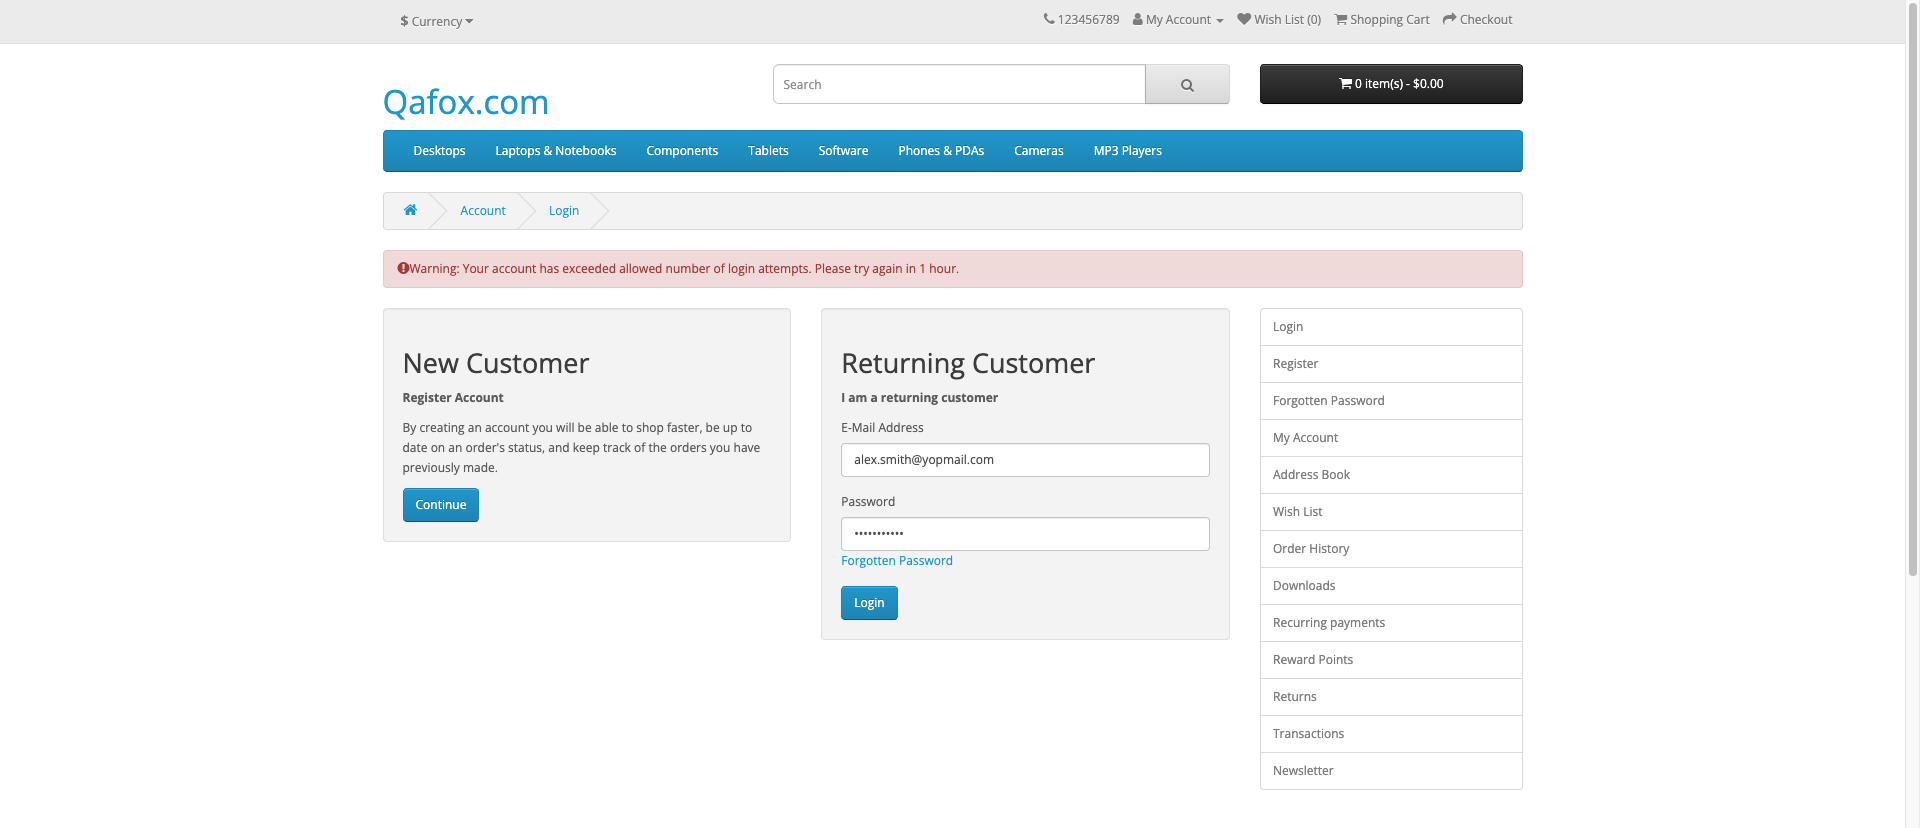 $ Currency
123456789 My Account Wish List (0) Shopping Cart Checkout
Qafox.com
Search
0 item(s) - $0.00
Desktops Laptops & Notebooks Components Tablets Software Phones & PDAs Cameras MP3 Players
Account Login
Warning: Your account has exceeded allowed number of login attempts. Please try again in 1 hour.
New Customer
Register Account
By creating an account you will be able to shop faster, be up to
date on an order's status, and keep track of the orders you have
previously made.
Continue
Returning Customer
I am a returning customer
E-Mail Address
alex.smith@yopmail.com
Password
•••••••••••
Forgotten Password
Login
Login
Register
Forgotten Password
My Account
Address Book
Wish List
Order History
Downloads
Recurring payments
Reward Points
Returns
Transactions
Newsletter